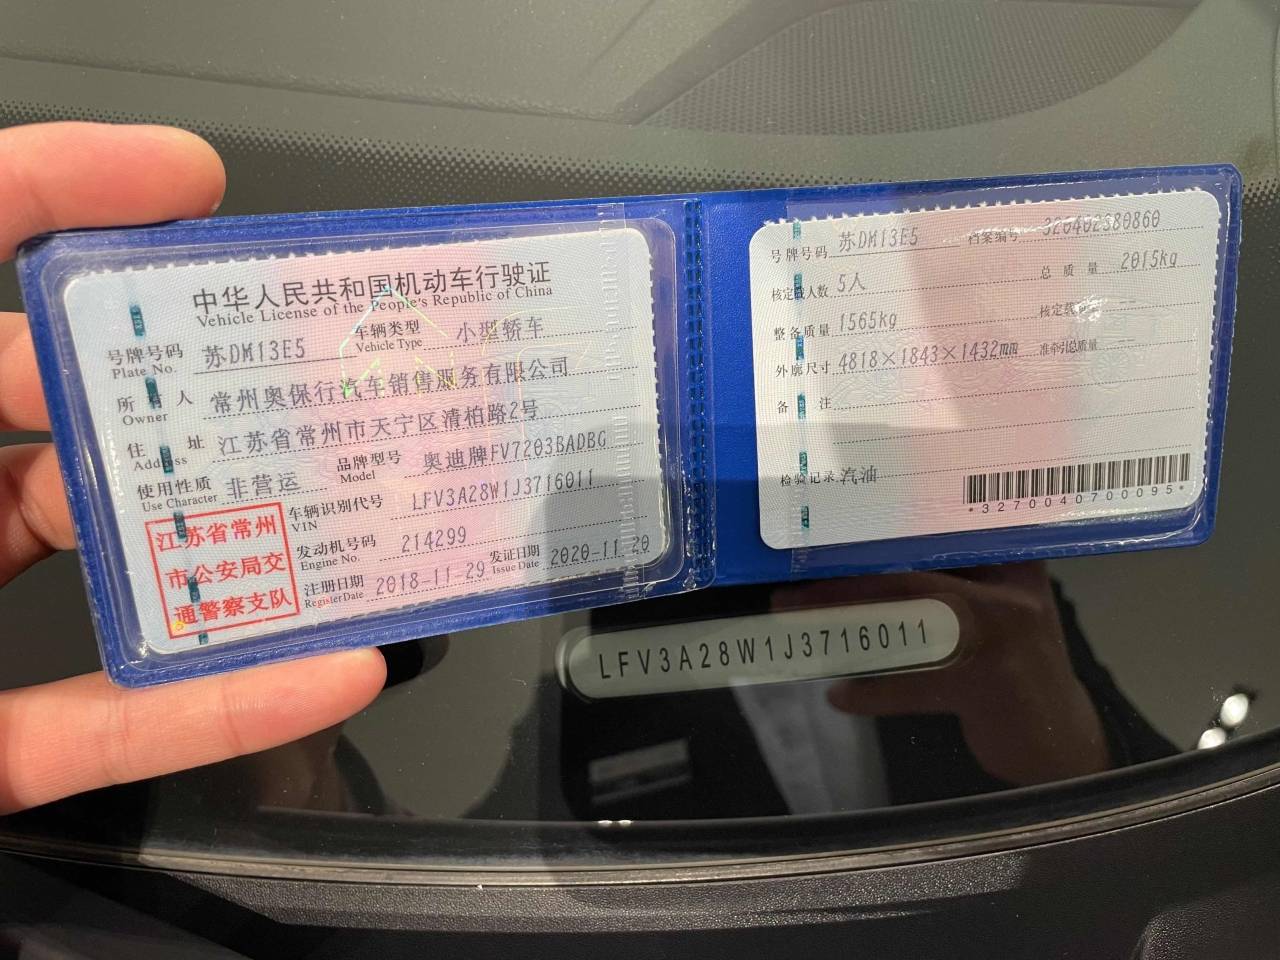 中华人民共和国机动车行驶证
Vehicle License of the People's Republic of China
号牌号码 苏DM13E5 车辆类型 小型轿车
Plate No. Vehicle Type
所有人 常州奥保行汽车销售服务有限公司
Owner
住址 江苏省常州市天宁区清柏路2号
Address
使用性质 非营运 品牌型号 奥迪牌FV7203BADBG
Use Character Model
车辆识别代号 LFV3A28W1J3716011
VIN
发动机号码 214299
Engine No.
注册日期 2018-11-29 发证日期 2020-11-20
Register Date Issue Date
江苏省常州
市公安局交
通警察支队
号牌号码 苏DM13E5 档案编号 320402380860
核定载人数 5人 总质量 2015kg
整备质量 1565kg 核定载 --
外廓尺寸 4818×1843×1432mm 准牵引总质量 --
备注
检验记录 汽油
*3270040700095*
LFV3A28W1J3716011